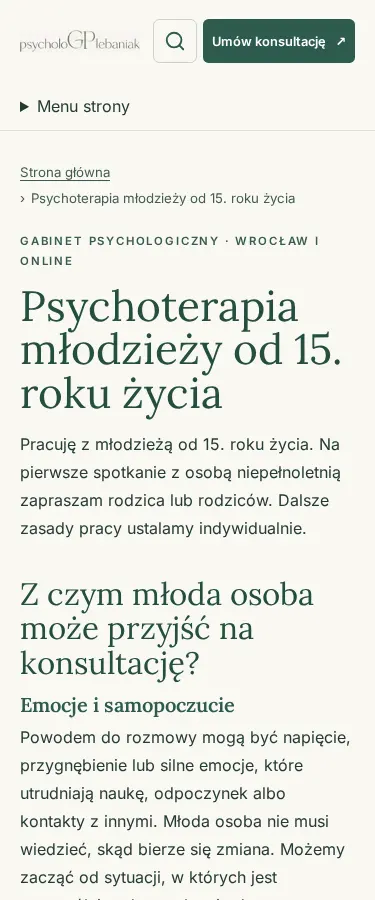 psycholoGPlebaniak
Umów konsultację ↗
▶ Menu strony
Strona główna
› Psychoterapia młodzieży od 15. roku życia
GABINET PSYCHOLOGICZNY · WROCŁAW I
ONLINE
Psychoterapia
młodzieży od 15.
roku życia
Pracuję z młodzieżą od 15. roku życia. Na
pierwsze spotkanie z osobą niepełnoletnią
zapraszam rodzica lub rodziców. Dalsze
zasady pracy ustalamy indywidualnie.
Z czym młoda osoba
może przyjść na
konsultację?
Emocje i samopoczucie
Powodem do rozmowy mogą być napięcie,
przygnębienie lub silne emocje, które
utrudniają naukę, odpoczynek albo
kontakty z innymi. Młoda osoba nie musi
wiedzieć, skąd bierze się zmiana. Możemy
zacząć od sytuacji, w których jest